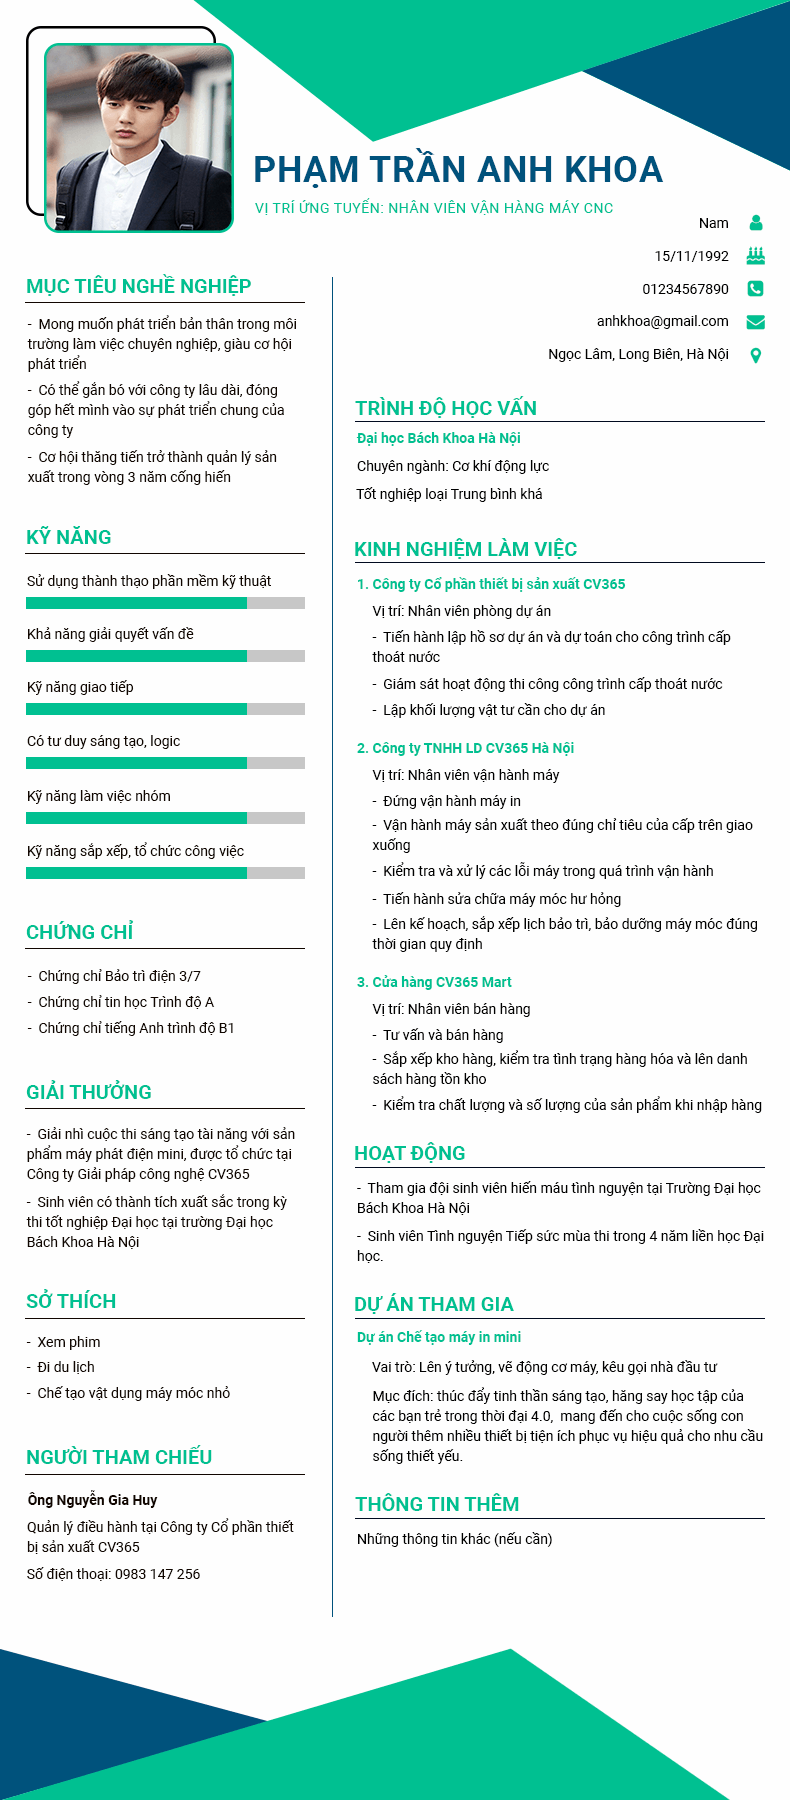 PHẠM TRẦN ANH KHOA
VỊ TRÍ ỨNG TUYỂN: NHÂN VIÊN VẬN HÀNG MÁY CNC
Nam
15/11/1992
01234567890
anhkhoa@gmail.com
Ngọc Lâm, Long Biên, Hà Nội
MỤC TIÊU NGHỀ NGHIỆP
- Mong muốn phát triển bản thân trong môi
trường làm việc chuyên nghiệp, giàu cơ hội
phát triển
- Có thể gắn bó với công ty lâu dài, đóng
góp hết mình vào sự phát triển chung của
công ty
- Cơ hội thăng tiến trở thành quản lý sản
xuất trong vòng 3 năm cống hiến
KỸ NĂNG
Sử dụng thành thạo phần mềm kỹ thuật
Khả năng giải quyết vấn đề
Kỹ năng giao tiếp
Có tư duy sáng tạo, logic
Kỹ năng làm việc nhóm
Kỹ năng sắp xếp, tổ chức công việc
CHỨNG CHỈ
- Chứng chỉ Bảo trì điện 3/7
- Chứng chỉ tin học Trình độ A
- Chứng chỉ tiếng Anh trình độ B1
GIẢI THƯỞNG
- Giải nhì cuộc thi sáng tạo tài năng với sản
phẩm máy phát điện mini, được tổ chức tại
Công ty Giải pháp công nghệ CV365
- Sinh viên có thành tích xuất sắc trong kỳ
thi tốt nghiệp Đại học tại trường Đại học
Bách Khoa Hà Nội
SỞ THÍCH
- Xem phim
- Đi du lịch
- Chế tạo vật dụng máy móc nhỏ
NGƯỜI THAM CHIẾU
Ông Nguyễn Gia Huy
Quản lý điều hành tại Công ty Cổ phần thiết
bị sản xuất CV365
Số điện thoại: 0983 147 256
TRÌNH ĐỘ HỌC VẤN
Đại học Bách Khoa Hà Nội
Chuyên ngành: Cơ khí động lực
Tốt nghiệp loại Trung bình khá
KINH NGHIỆM LÀM VIỆC
1. Công ty Cổ phần thiết bị sản xuất CV365
Vị trí: Nhân viên phòng dự án
- Tiến hành lập hồ sơ dự án và dự toán cho công trình cấp
thoát nước
- Giám sát hoạt động thi công công trình cấp thoát nước
- Lập khối lượng vật tư cần cho dự án
2. Công ty TNHH LD CV365 Hà Nội
Vị trí: Nhân viên vận hành máy
- Đứng vận hành máy in
- Vận hành máy sản xuất theo đúng chỉ tiêu của cấp trên giao
xuống
- Kiểm tra và xử lý các lỗi máy trong quá trình vận hành
- Tiến hành sửa chữa máy móc hư hỏng
- Lên kế hoạch, sắp xếp lịch bảo trì, bảo dưỡng máy móc đúng
thời gian quy định
3. Cửa hàng CV365 Mart
Vị trí: Nhân viên bán hàng
- Tư vấn và bán hàng
- Sắp xếp kho hàng, kiểm tra tình trạng hàng hóa và lên danh
sách hàng tồn kho
- Kiểm tra chất lượng và số lượng của sản phẩm khi nhập hàng
HOẠT ĐỘNG
- Tham gia đội sinh viên hiến máu tình nguyện tại Trường Đại học
Bách Khoa Hà Nội
- Sinh viên Tình nguyện Tiếp sức mùa thi trong 4 năm liền học Đại
học.
DỰ ÁN THAM GIA
Dự án Chế tạo máy in mini
Vai trò: Lên ý tưởng, vẽ động cơ máy, kêu gọi nhà đầu tư
Mục đích: thúc đẩy tinh thần sáng tạo, hăng say học tập của
các bạn trẻ trong thời đại 4.0, mang đến cho cuộc sống con
người thêm nhiều thiết bị tiện ích phục vụ hiệu quả cho nhu cầu
sống thiết yếu.
THÔNG TIN THÊM
Những thông tin khác (nếu cần)